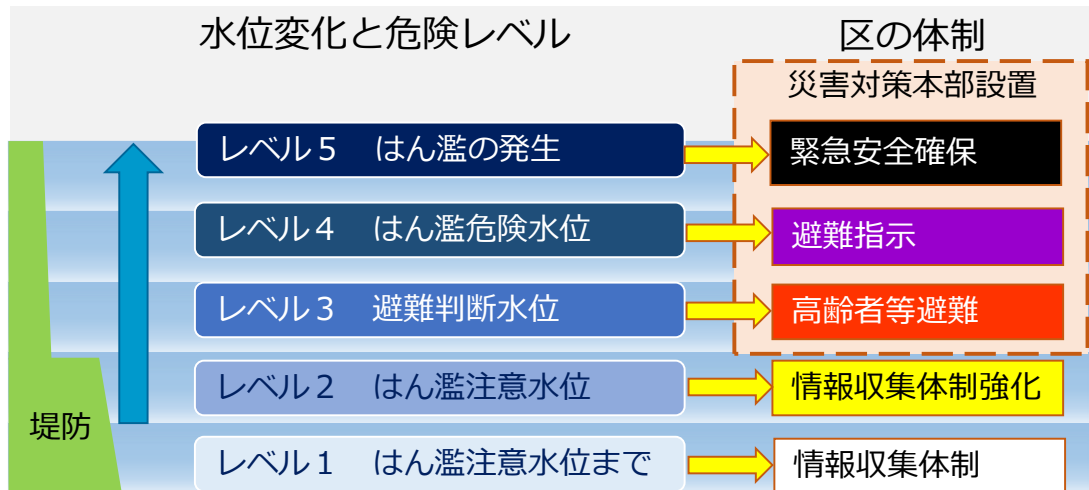 水位変化と危険レベル
区の体制
災害対策本部設置
レベル５　はん濫の発生
緊急安全確保
レベル４　はん濫危険水位
避難指示
レベル３　避難判断水位
高齢者等避難
レベル２　はん濫注意水位
情報収集体制強化
堤防
レベル１　はん濫注意水位まで
情報収集体制